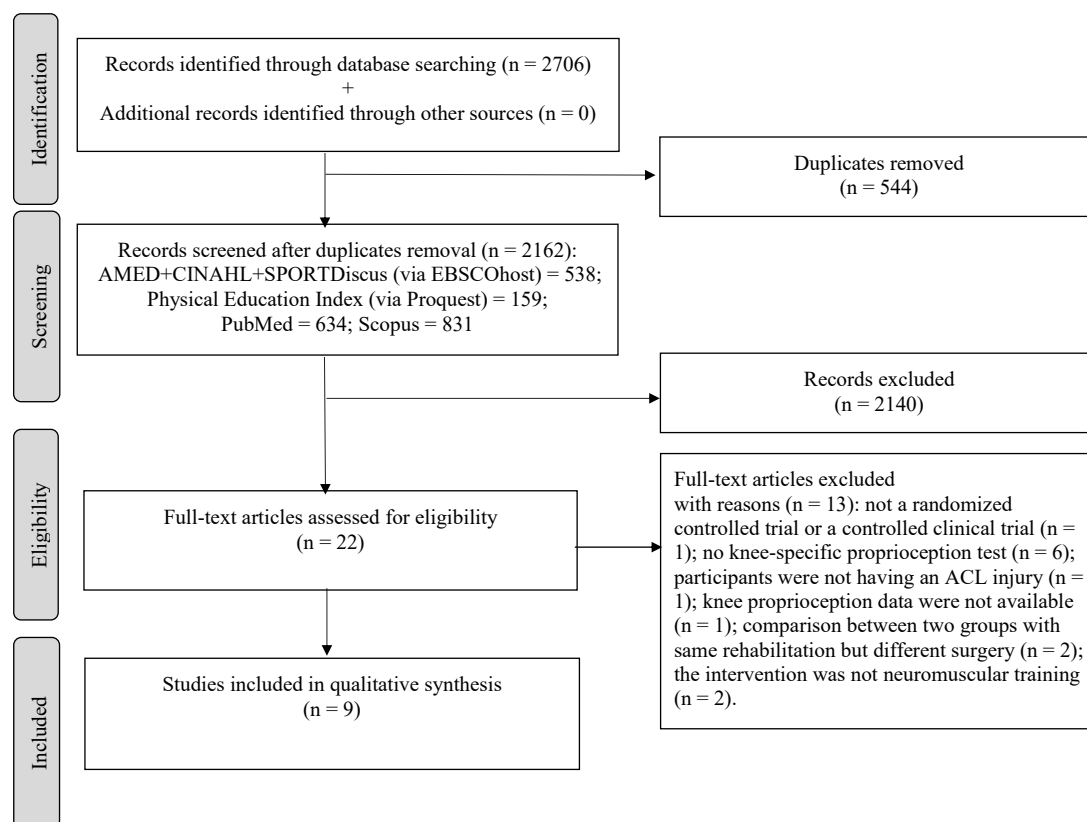 Identification
Records identified through database searching (n = 2706)
+
Additional records identified through other sources (n = 0)
Duplicates removed
(n = 544)
Screening
Records screened after duplicates removal (n = 2162):
AMED+CINAHL+SPORTDiscus (via EBSCOhost) = 538;
Physical Education Index (via Proquest) = 159;
PubMed = 634; Scopus = 831
Records excluded
(n = 2140)
Eligibility
Full-text articles assessed for eligibility
(n = 22)
Full-text articles excluded
with reasons (n = 13): not a randomized
controlled trial or a controlled clinical trial (n =
1); no knee-specific proprioception test (n = 6);
participants were not having an ACL injury (n =
1); knee proprioception data were not available
(n = 1); comparison between two groups with
same rehabilitation but different surgery (n = 2);
the intervention was not neuromuscular training
(n = 2).
Included
Studies included in qualitative synthesis
(n = 9)